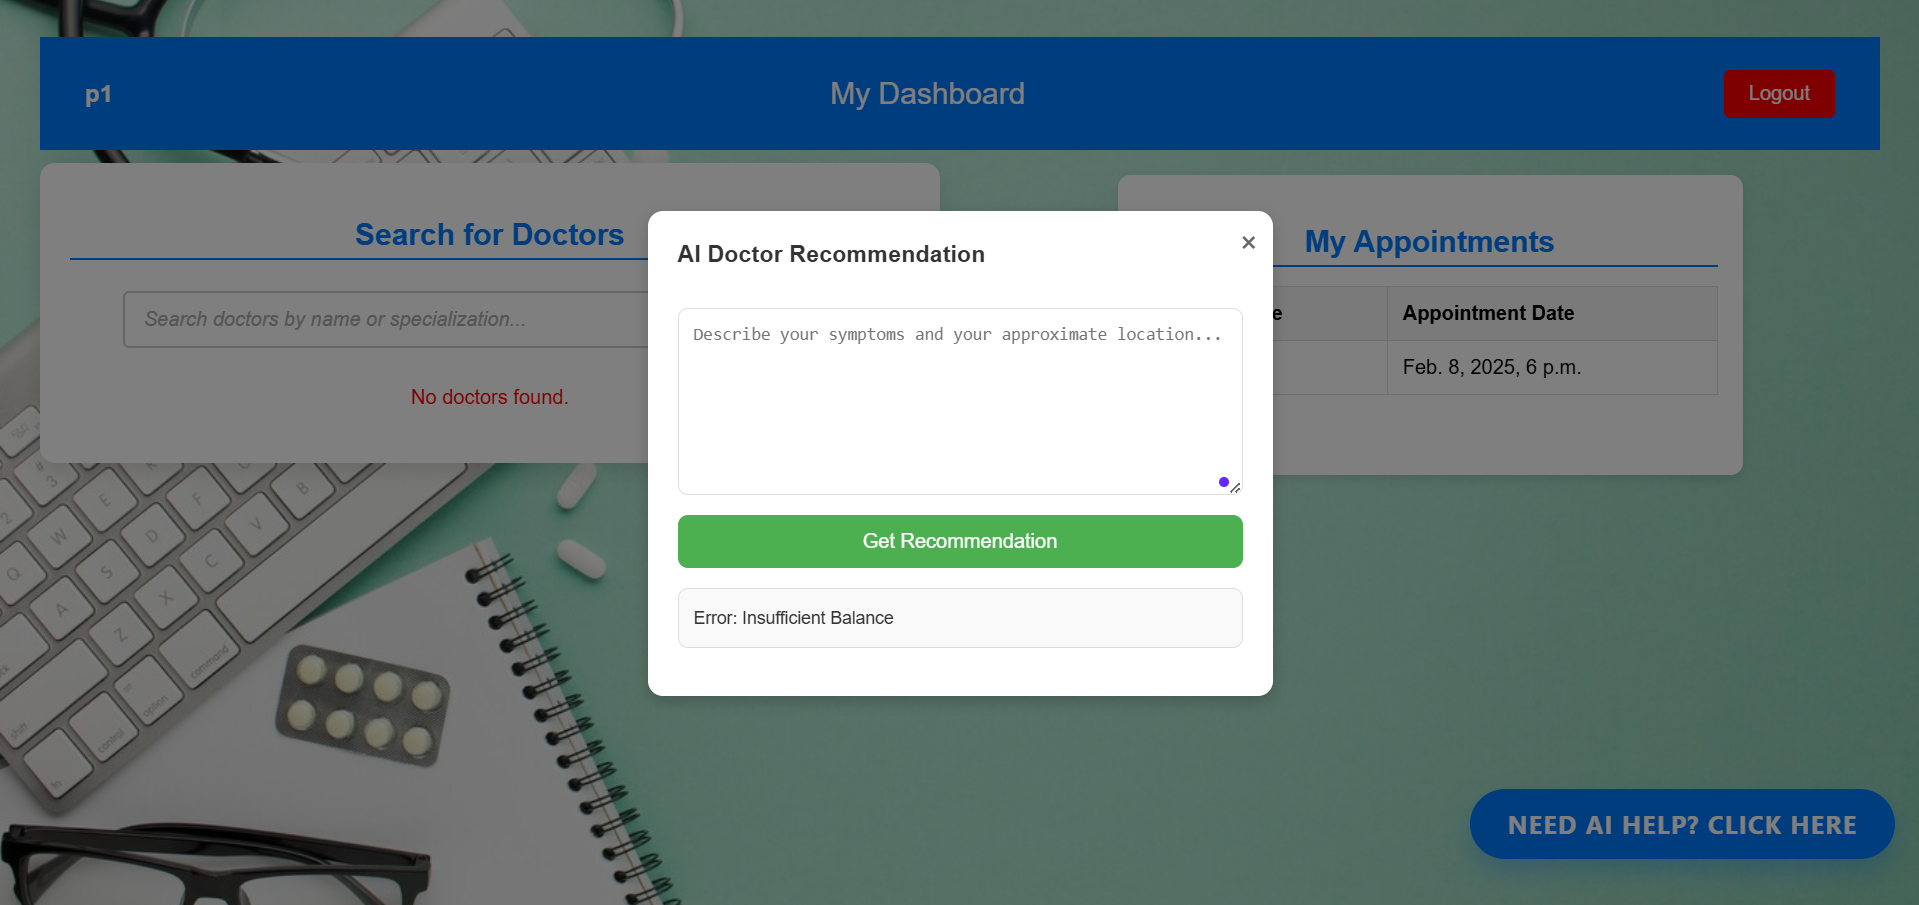 p1
My Dashboard
Logout
Search for Doctors
Search doctors by name or specialization...
No doctors found.
AI Doctor Recommendation
×
Describe your symptoms and your approximate location...
Get Recommendation
Error: Insufficient Balance
My Appointments
Appointment Date
Feb. 8, 2025, 6 p.m.
NEED AI HELP? CLICK HERE